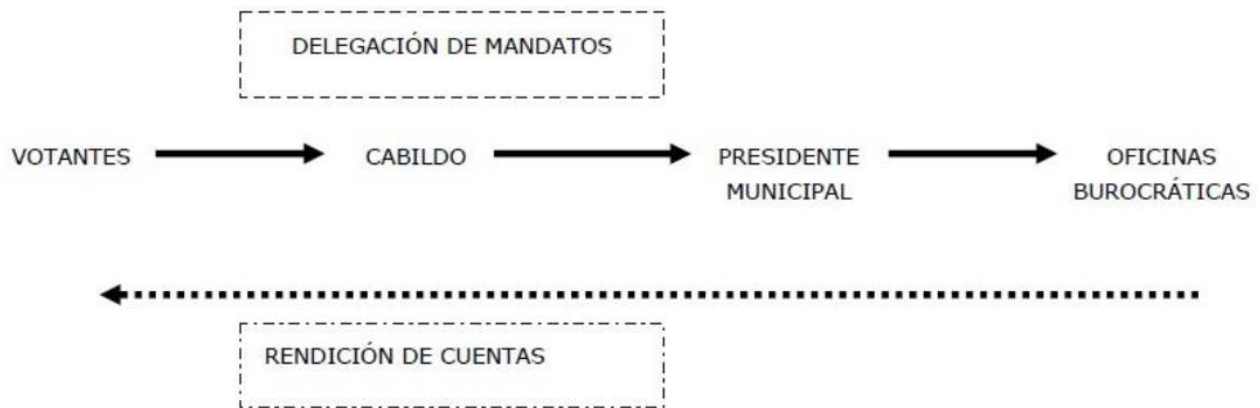 DELEGACIÓN DE MANDATOS
VOTANTES
CABILDO
PRESIDENTE
MUNICIPAL
OFICINAS
BUROCRÁTICAS
RENDICIÓN DE CUENTAS